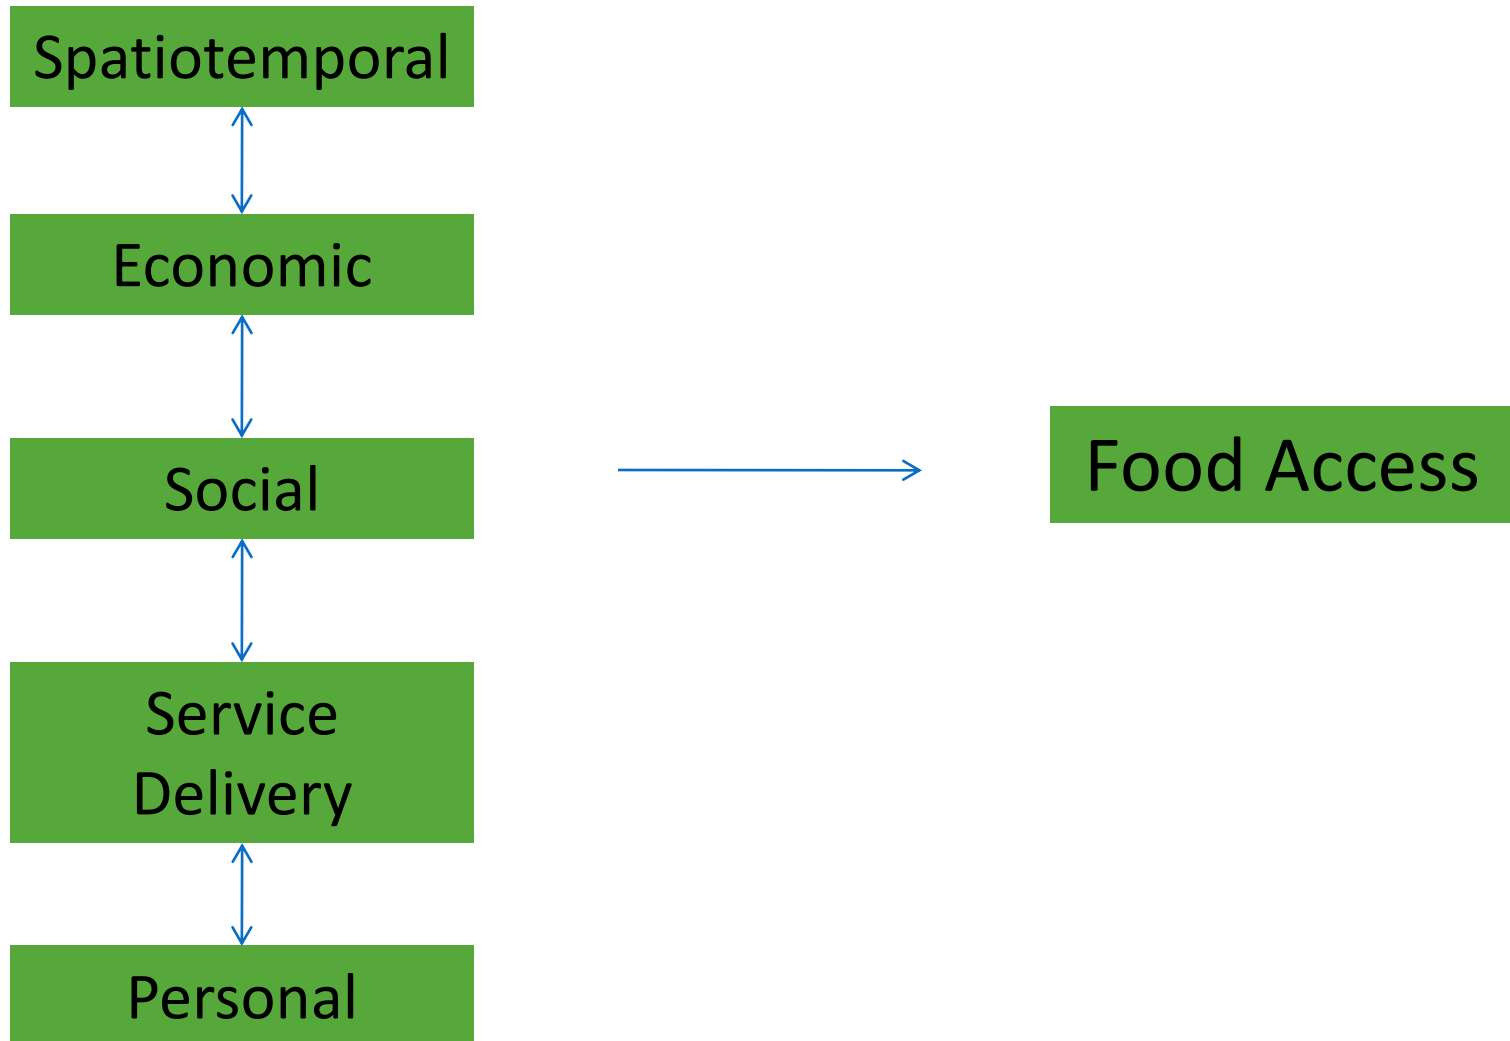 Spatiotemporal
Economic
Social
Service
Delivery
Personal
Food Access